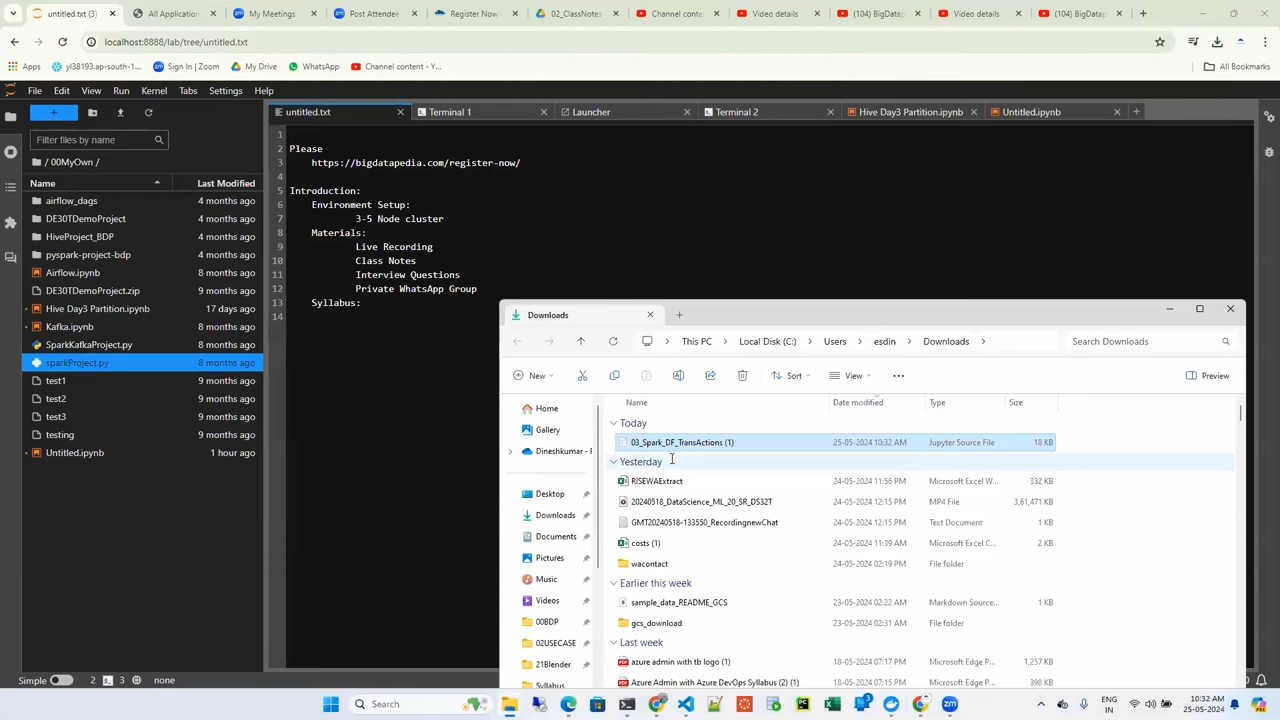 untitled.txt (3)
All Application
My Meetings
Post Attendee
Register Now
02_ClassNotes
Channel conten
Video details
(104) BigDatap
Video details
(104) BigDatap
localhost:8888/lab/tree/untitled.txt
Apps
yl38193.ap-south-1....
Sign In | Zoom
My Drive
WhatsApp
Channel content - Y...
All Bookmarks
File Edit View Run Kernel Tabs Settings Help
untitled.txt
Terminal 1
Launcher
Terminal 2
Hive Day3 Partition.ipynb
Untitled.ipynb
Filter files by name
/ 00MyOwn /
Name Last Modified
airflow_dags 4 months ago
DE30TDemoProject 4 months ago
HiveProject_BDP 4 months ago
pyspark-project-bdp 4 months ago
Airflow.ipynb 8 months ago
DE30TDemoProject.zip 4 months ago
Hive Day3 Partition.ipynb 17 days ago
Kafka.ipynb 8 months ago
SparkKafkaProject.py 8 months ago
sparkProject.py 8 months ago
test1 9 months ago
test2 9 months ago
test3 9 months ago
testing 9 months ago
Untitled.ipynb 1 hour ago
1
2 Please
3 https://bigdatapedia.com/register-now/
4
5 Introduction:
6 Environment Setup:
7 3-5 Node cluster
8 Materials:
9 Live Recording
10 Class Notes
11 Interview Questions
12 Private WhatsApp Group
13 Syllabus:
14
Downloads
This PC > Local Disk (C:) > Users > esdin > Downloads >
Search Downloads
New Sort View ... Preview
Name Date modified Type Size
Home
Gallery
Dineshkumar -
Desktop
Downloads
Documents
Pictures
Music
Videos
00BDP
02USECASE
21Blender
Syllabus
Today
03_Spark_DF_TransActions (1) 25-05-2024 10:32 AM Jupyter Source File 18 KB
Yesterday
RISEWAExtract 24-05-2024 11:56 PM Microsoft Excel W... 332 KB
20240518_DataScience_ML_20_SR_DS32T 24-05-2024 12:15 PM MP4 File 3,61,471 KB
GMT20240518-133550_RecordingnewChat 24-05-2024 12:15 PM Text Document 1 KB
costs (1) 24-05-2024 11:39 AM Microsoft Excel C... 2 KB
wacontact 24-05-2024 02:19 PM File folder
Earlier this week
sample_data_README_GCS 23-05-2024 02:22 AM Markdown Source... 1 KB
gcs_download 23-05-2024 02:31 AM File folder
Last week
azure admin with tb logo (1) 18-05-2024 07:17 PM Microsoft Edge P... 1,257 KB
Azure Admin with Azure DevOps Syllabus (2) (1) 18-05-2024 07:15 PM Microsoft Edge P... 398 KB
Simple 2 3 none
Search
ENG
IN
10:32 AM
25-05-2024